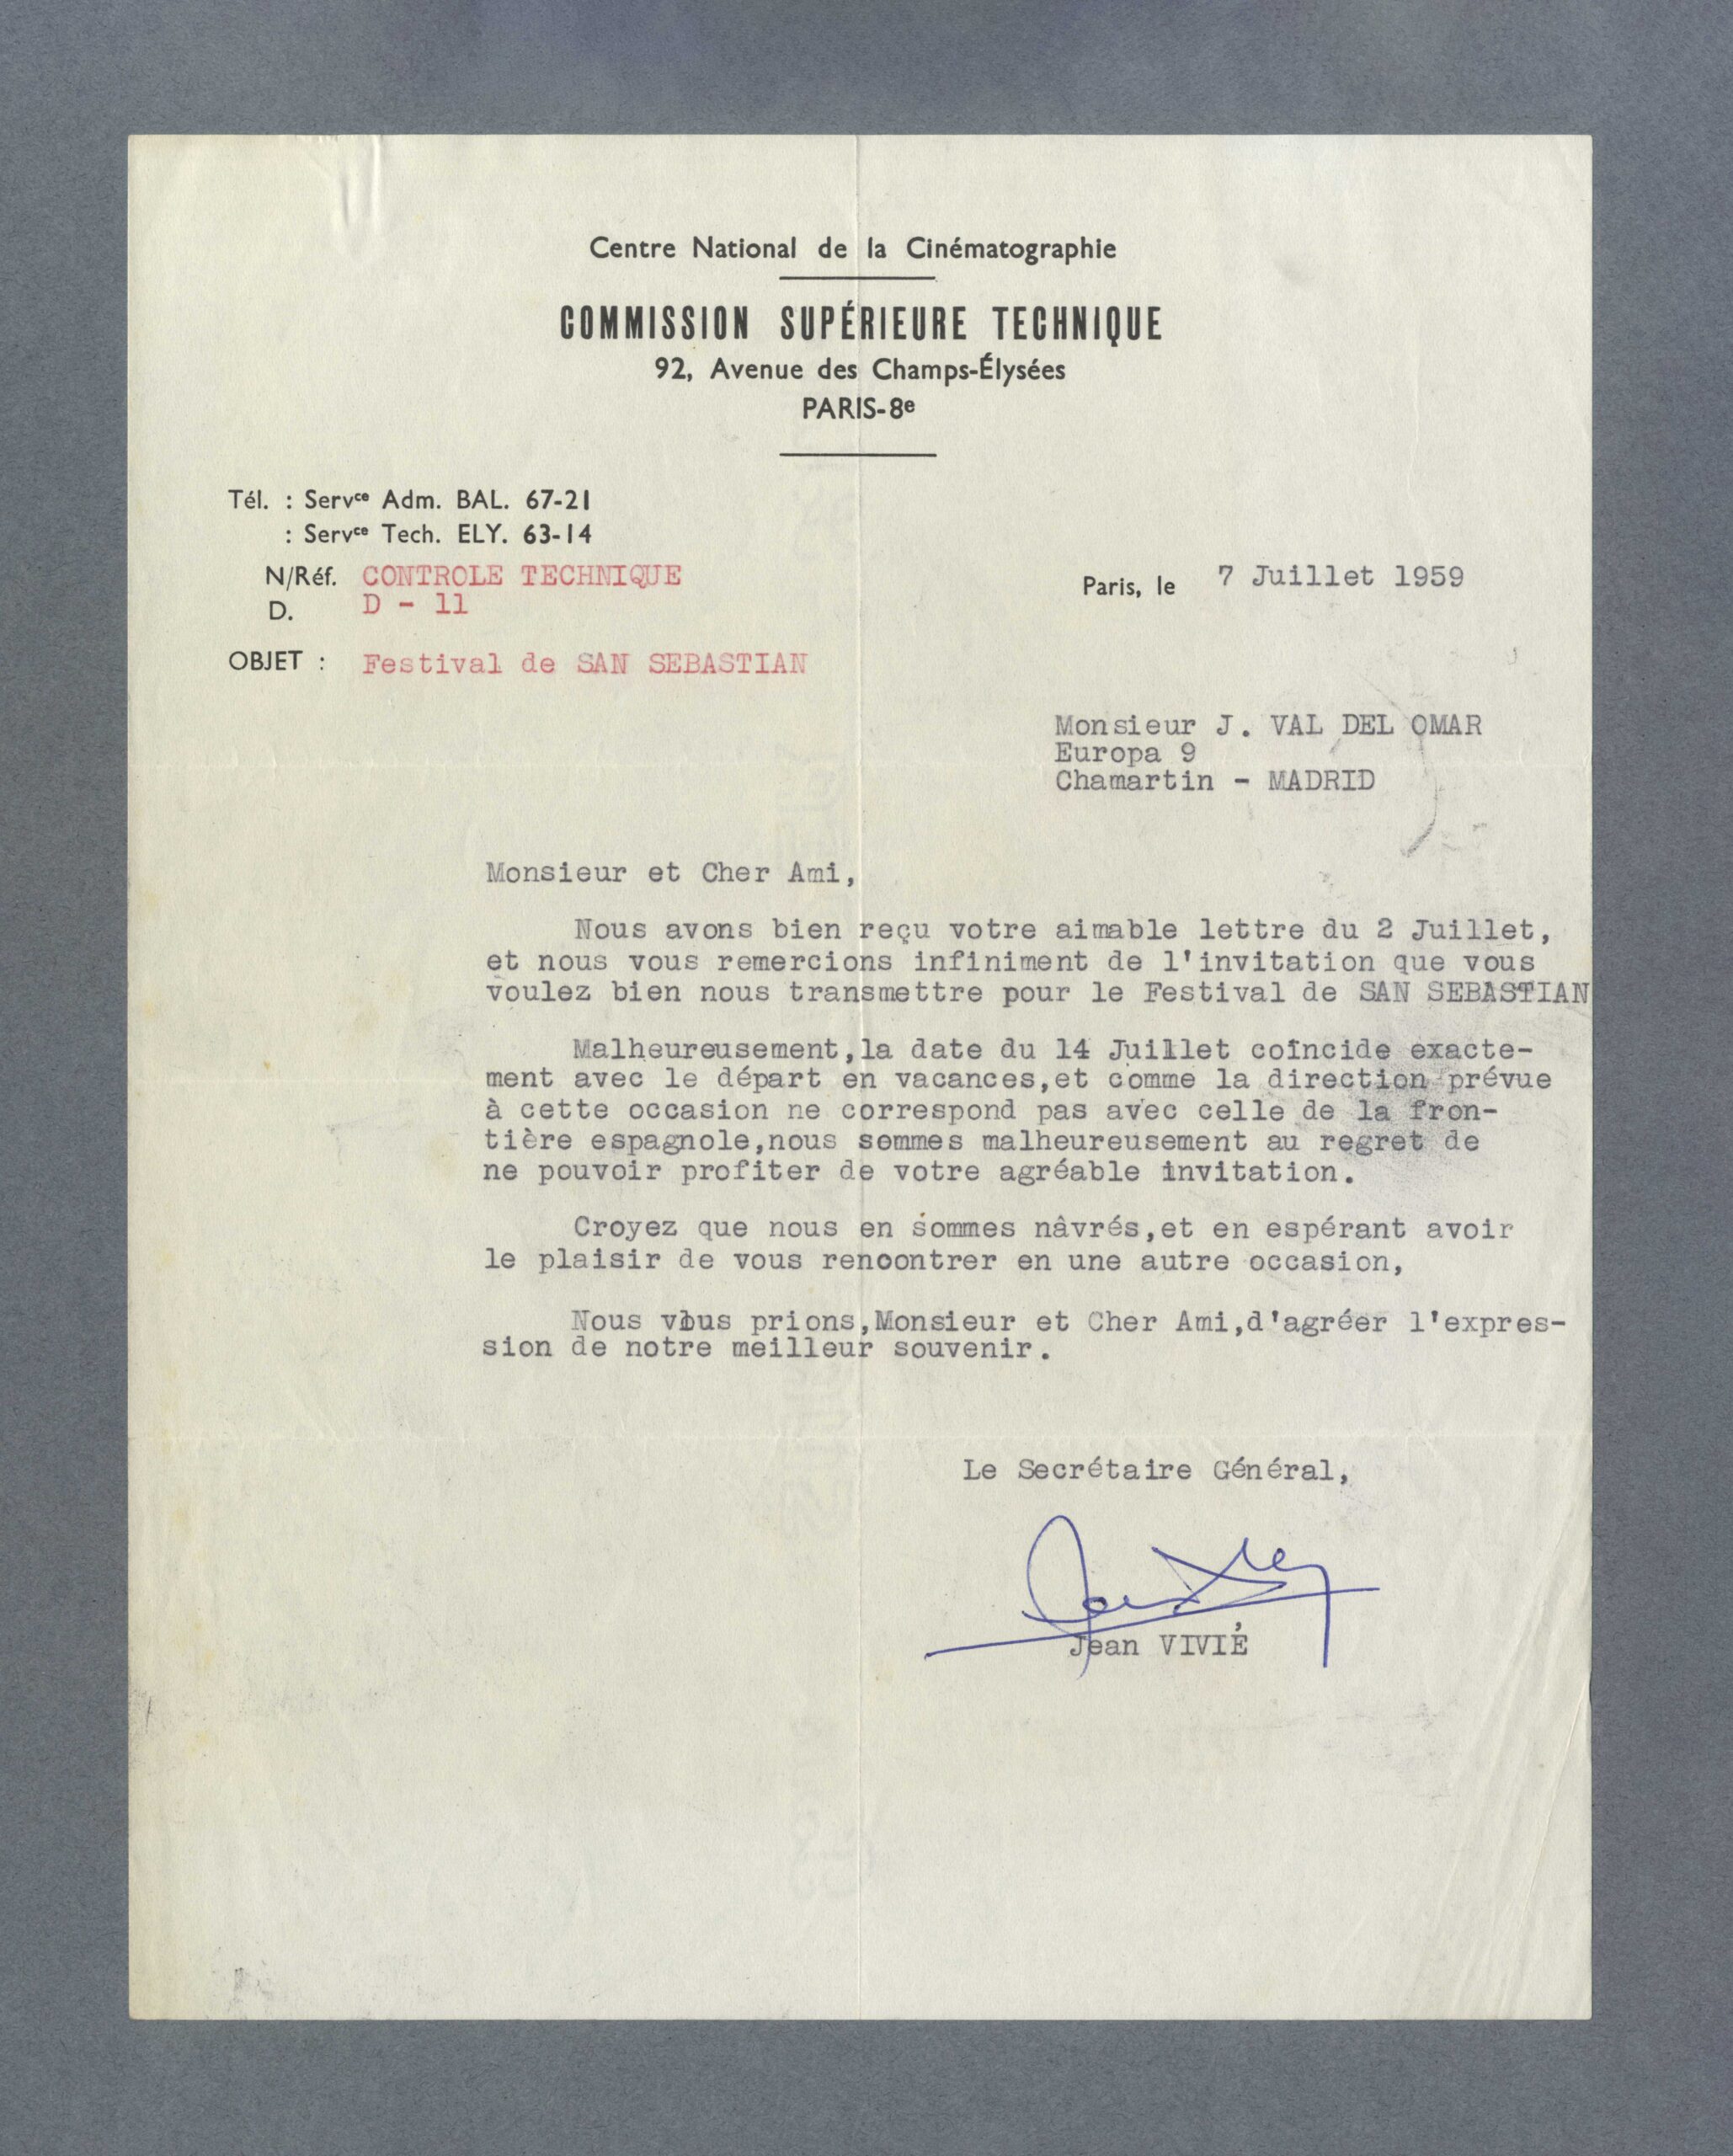 Centre National de la Cinématographie
COMMISSION SUPÉRIEURE TECHNIQUE
92, Avenue des Champs-Élysées
PARIS-8e
Tél. : Servce Adm. BAL. 67-21
: Servce Tech. ELY. 63-14
N/Réf. CONTROLE TECHNIQUE
D. D - 11
Paris, le 7 Juillet 1959
OBJET : Festival de SAN SEBASTIAN
Monsieur J. VAL DEL OMAR
Europa 9
Chamartin - MADRID
Monsieur et Cher Ami,
Nous avons bien reçu votre aimable lettre du 2 Juillet,
et nous vous remercions infiniment de l'invitation que vous
voulez bien nous transmettre pour le Festival de SAN SEBASTIAN
Malheureusement,la date du 14 Juillet coïncide exacte-
ment avec le départ en vacances,et comme la direction prévue
à cette occasion ne correspond pas avec celle de la fron-
tière espagnole,nous sommes malheureusement au regret de
ne pouvoir profiter de votre agréable invitation.
Croyez que nous en sommes nâvrés,et en espérant avoir
le plaisir de vous rencontrer en une autre occasion,
Nous vous prions,Monsieur et Cher Ami,d'agréer l'expres-
sion de notre meilleur souvenir.
Le Secrétaire Général,
Jean VIVIÉ